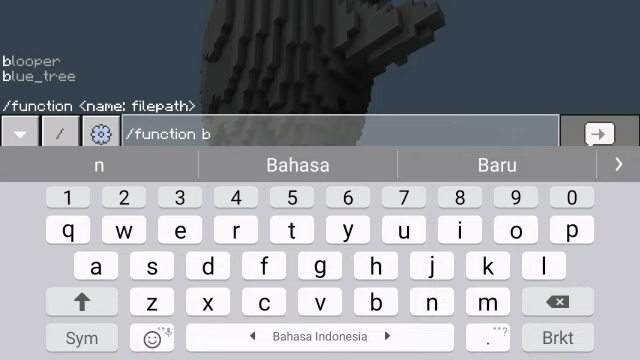 blooper
blue_tree
/function <name: filepath>
/
/function b
n Bahasa Baru
1 2 3 4 5 6 7 8 9 0
q w e r t y u i o p
a s d f g h j k l
z x c v b n m
Sym Bahasa Indonesia . ? Brkt